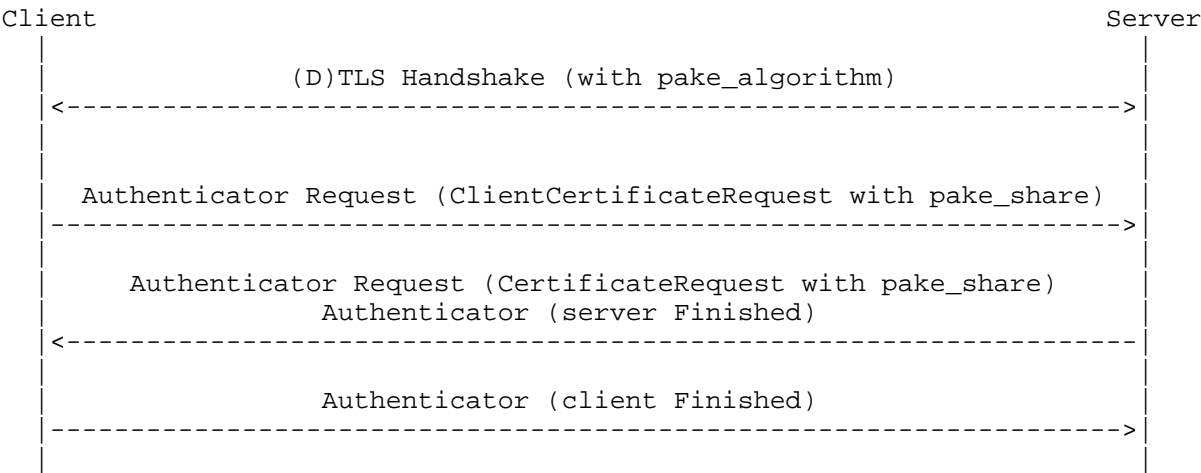 Client Server
(D)TLS Handshake (with pake_algorithm)
Authenticator Request (ClientCertificateRequest with pake_share)
Authenticator Request (CertificateRequest with pake_share)
Authenticator (server Finished)
Authenticator (client Finished)